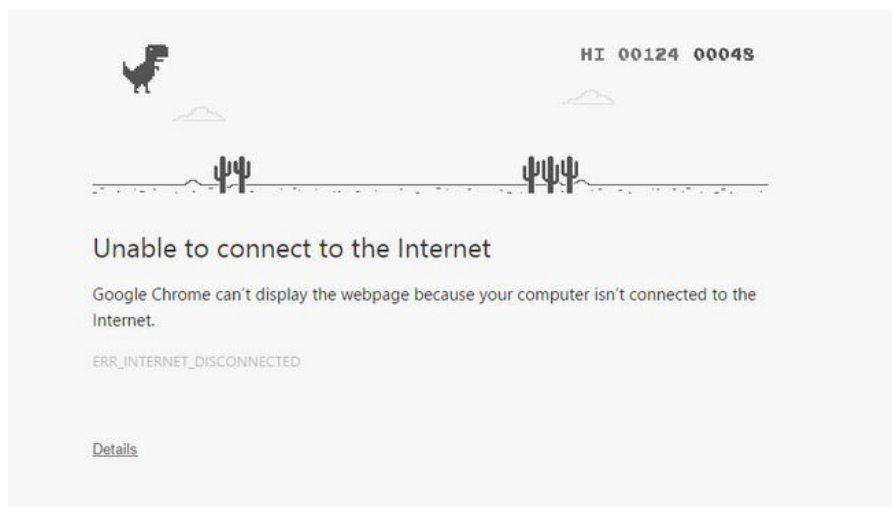 HI 00124 00048
Unable to connect to the Internet
Google Chrome can't display the webpage because your computer isn't connected to the
Internet.
ERR_INTERNET_DISCONNECTED
Details